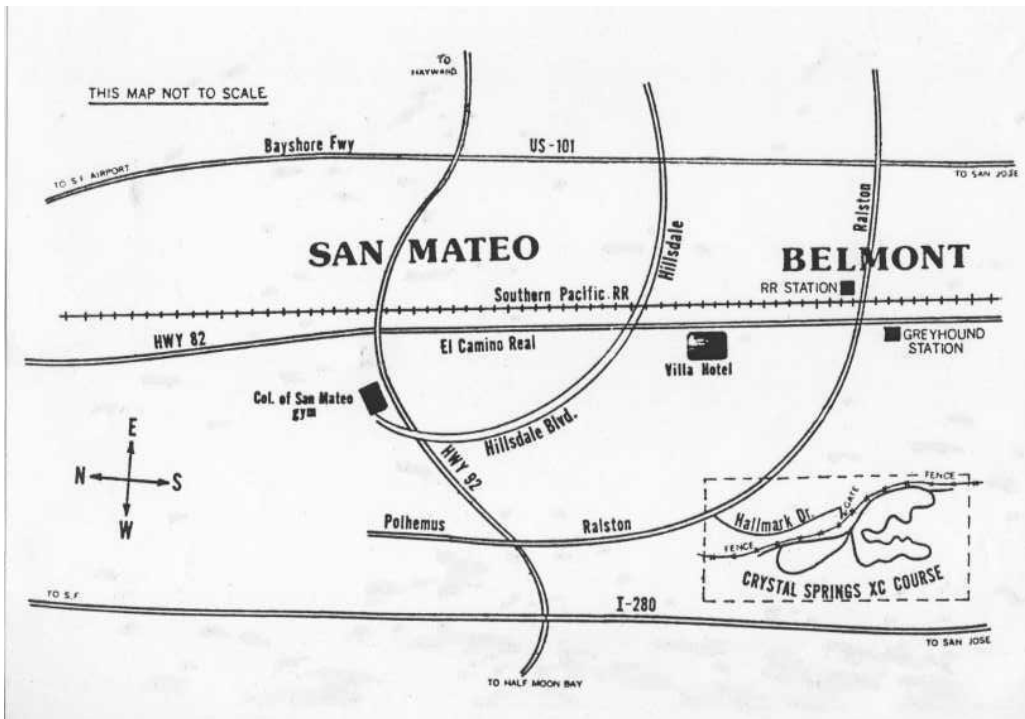 TO
HAYWARD
THIS MAP NOT TO SCALE
Bayshore Fwy
US-101
TO S.F. AIRPORT
TO SAN JOSE
Ralston
Hillsdale
SAN MATEO
BELMONT
RR STATION
Southern Pacific RR
HWY 82
El Camino Real
GREYHOUND
STATION
Villa Hotel
Col. of San Mateo
gym
Hillsdale Blvd.
HWY 92
E
N
S
W
FENCE
GATE
Hallmark Dr.
Polhemus
Ralston
FENCE
CRYSTAL SPRINGS XC COURSE
TO S.F.
I-280
TO SAN JOSE
TO HALF MOON BAY